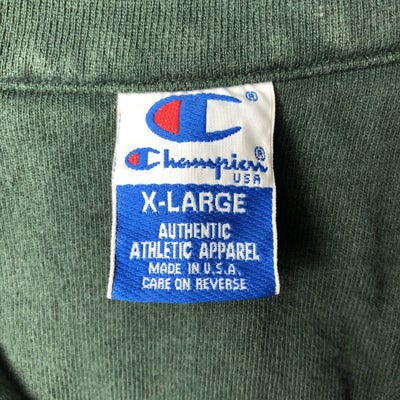 C®
Champion®
USA
X-LARGE
AUTHENTIC
ATHLETIC APPAREL
MADE IN U.S.A.
CARE ON REVERSE